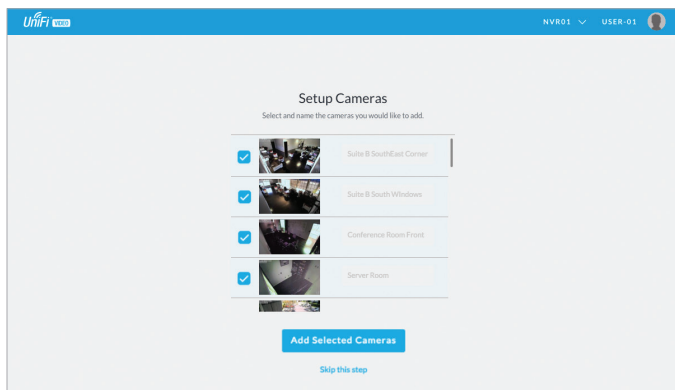 UniFi VIDEO
NVR01 USER-01
Setup Cameras
Select and name the cameras you would like to add.
Suite B SouthEast Corner
Suite B South Windows
Conference Room Front
Server Room
Add Selected Cameras
Skip this step